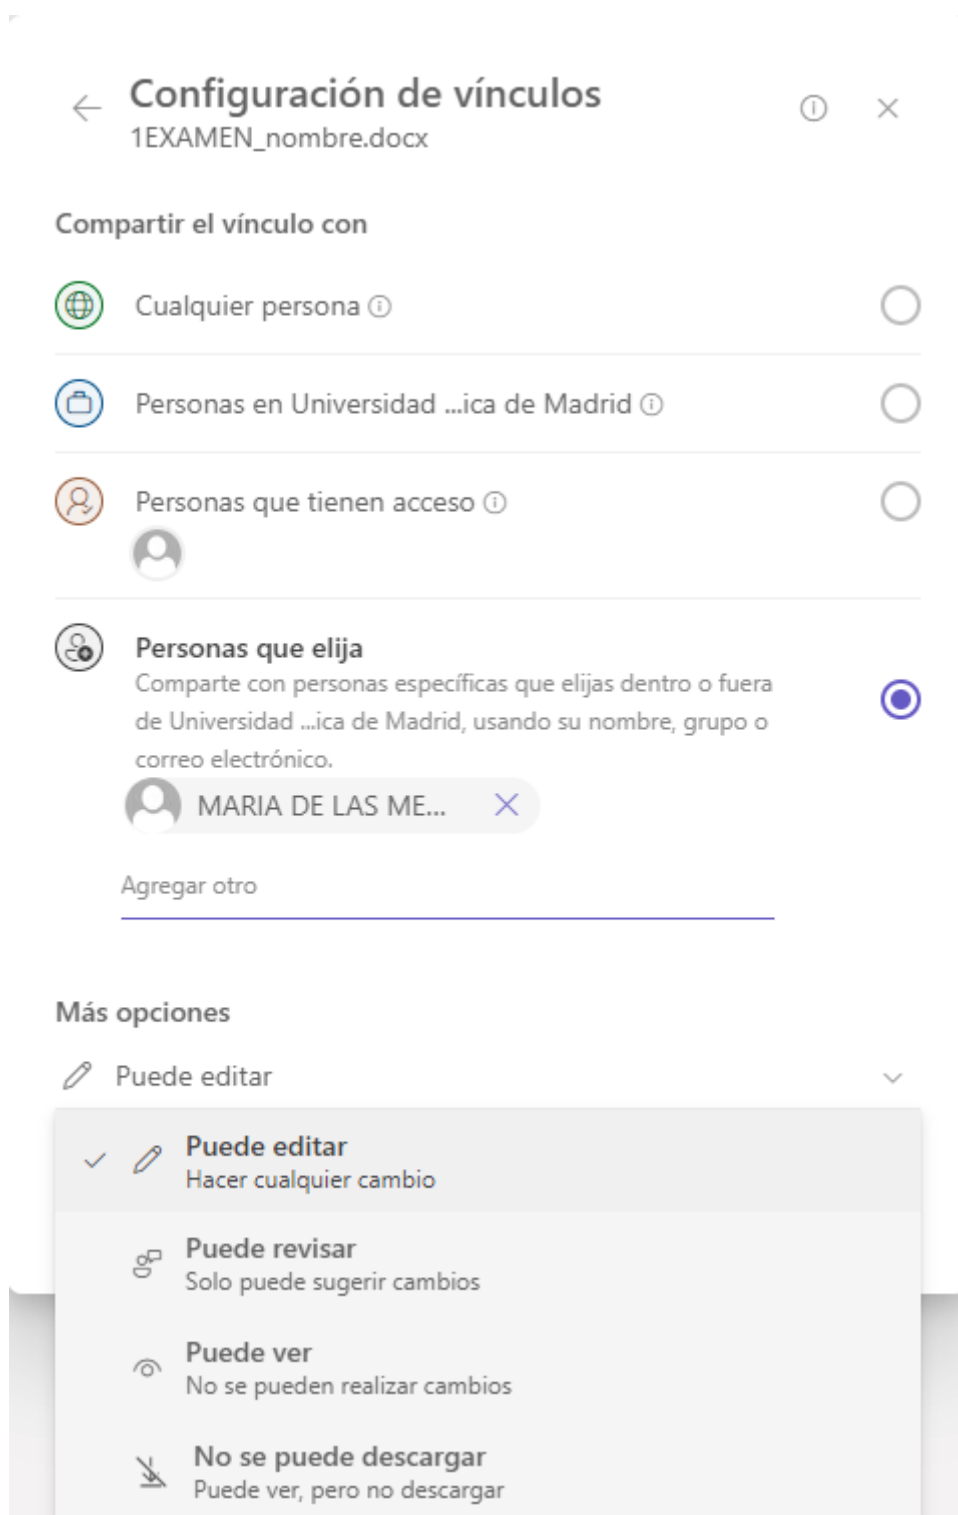 Configuración de vínculos
1EXAMEN_nombre.docx
Compartir el vínculo con
Cualquier persona
Personas en Universidad ...ica de Madrid
Personas que tienen acceso
Personas que elija
Comparte con personas específicas que elijas dentro o fuera
de Universidad ...ica de Madrid, usando su nombre, grupo o
correo electrónico.
MARIA DE LAS ME...
Agregar otro
Más opciones
Puede editar
Puede editar
Hacer cualquier cambio
Puede revisar
Solo puede sugerir cambios
Puede ver
No se pueden realizar cambios
No se puede descargar
Puede ver, pero no descargar